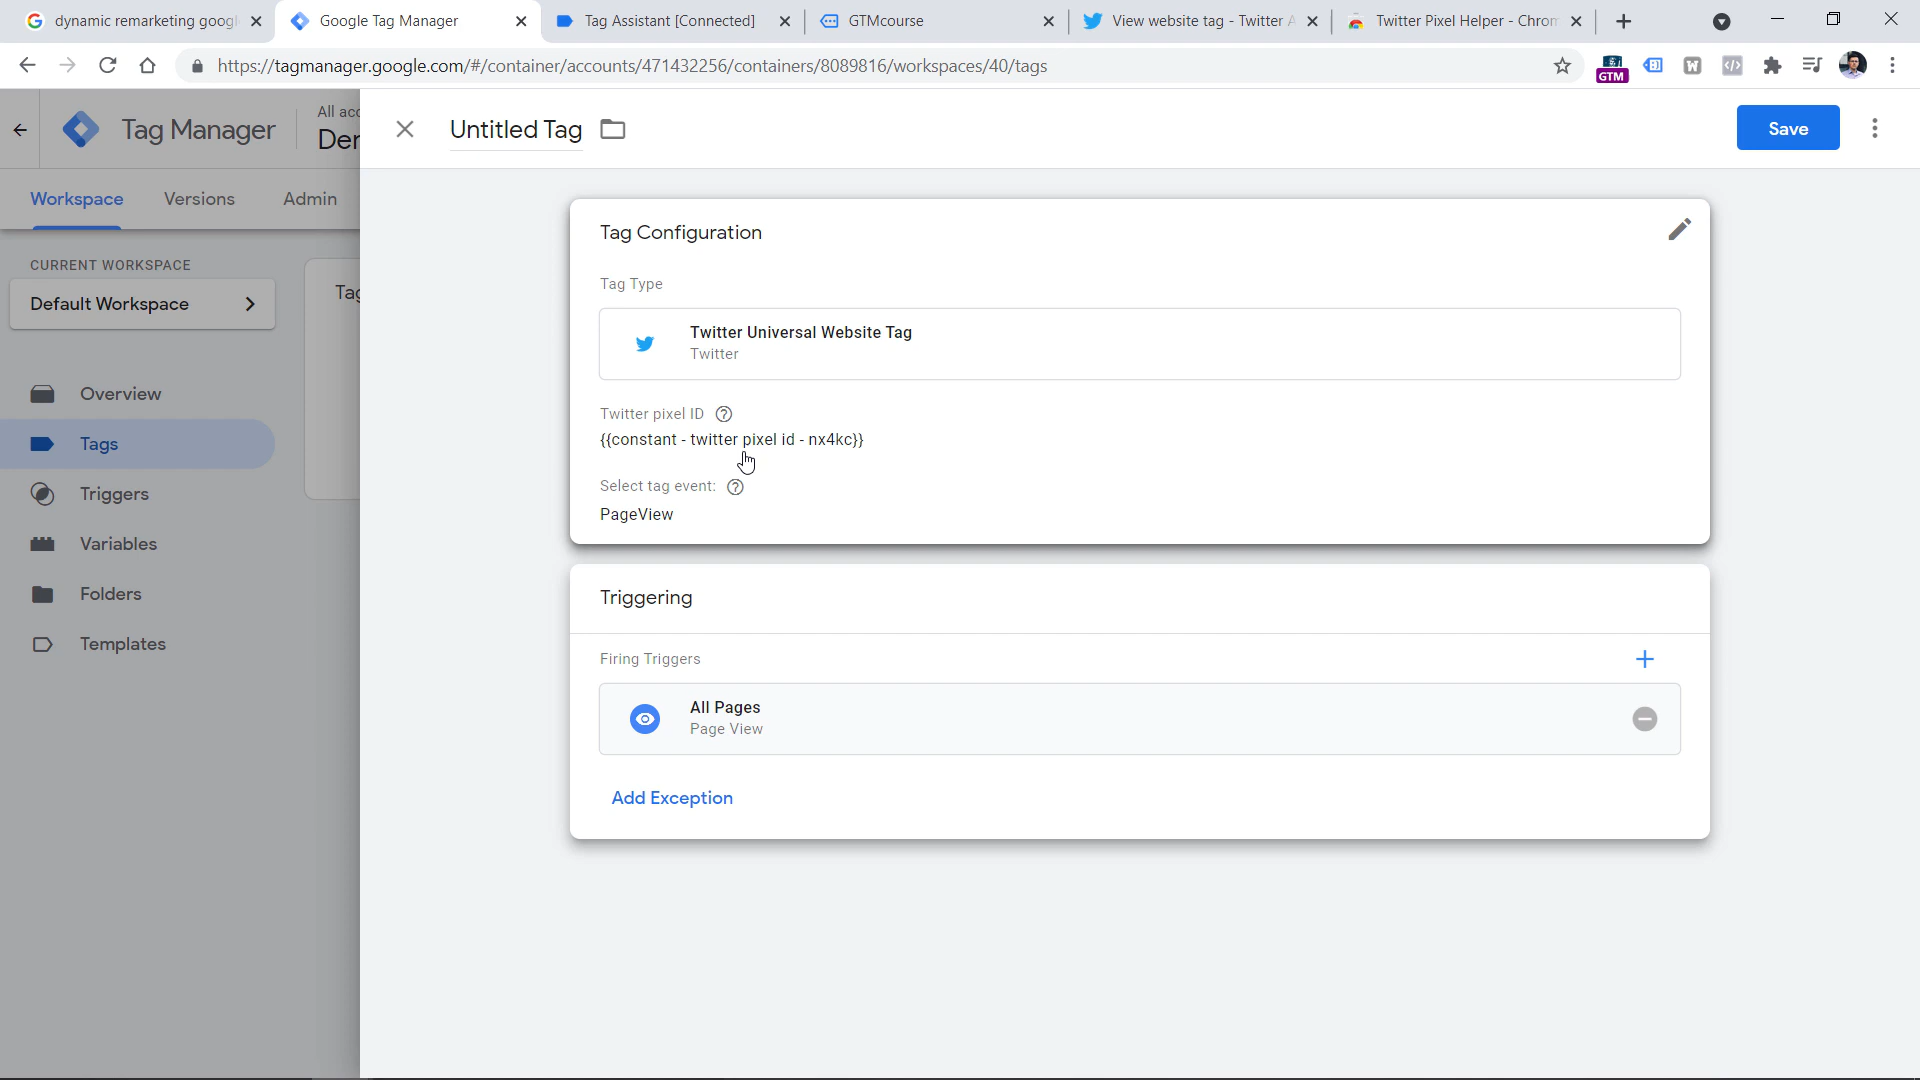 dynamic remarketing googl
Google Tag Manager
Tag Assistant [Connected]
GTMcourse
View website tag - Twitter A
Twitter Pixel Helper - Chrom
https://tagmanager.google.com/#/container/accounts/471432256/containers/8089816/workspaces/40/tags
GTM
W
Tag Manager
All acc
Der
Untitled Tag
Save
Workspace
Versions
Admin
CURRENT WORKSPACE
Default Workspace
Tag
Overview
Tags
Triggers
Variables
Folders
Templates
Tag Configuration
Tag Type
Twitter Universal Website Tag
Twitter
Twitter pixel ID
{{constant - twitter pixel id - nx4kc}}
Select tag event:
PageView
Triggering
Firing Triggers
All Pages
Page View
Add Exception